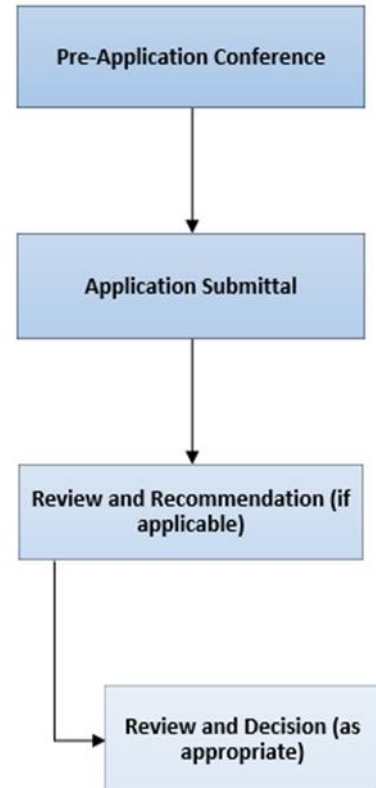 Pre-Application Conference
Application Submittal
Review and Recommendation (if
applicable)
Review and Decision (as
appropriate)